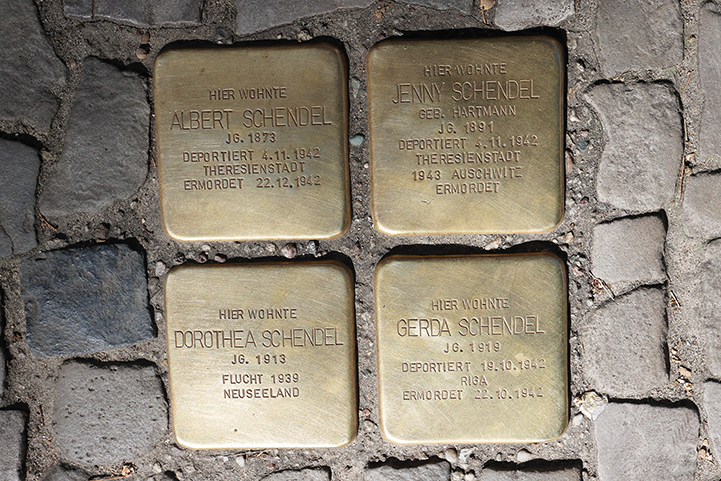 HIER WOHNTE
ALBERT SCHENDEL
JG. 1873
DEPORTIERT 4.11.1942
THERESIENSTADT
ERMORDET 22.12.1942
HIER WOHNTE
JENNY SCHENDEL
GEB. HARTMANN
JG. 1891
DEPORTIERT 4.11.1942
THERESIENSTADT
1943 AUSCHWITZ
ERMORDET
HIER WOHNTE
DOROTHEA SCHENDEL
JG. 1913
FLUCHT 1939
NEUSEELAND
HIER WOHNTE
GERDA SCHENDEL
JG. 1919
DEPORTIERT 19.10.1942
RIGA
ERMORDET 22.10.1942